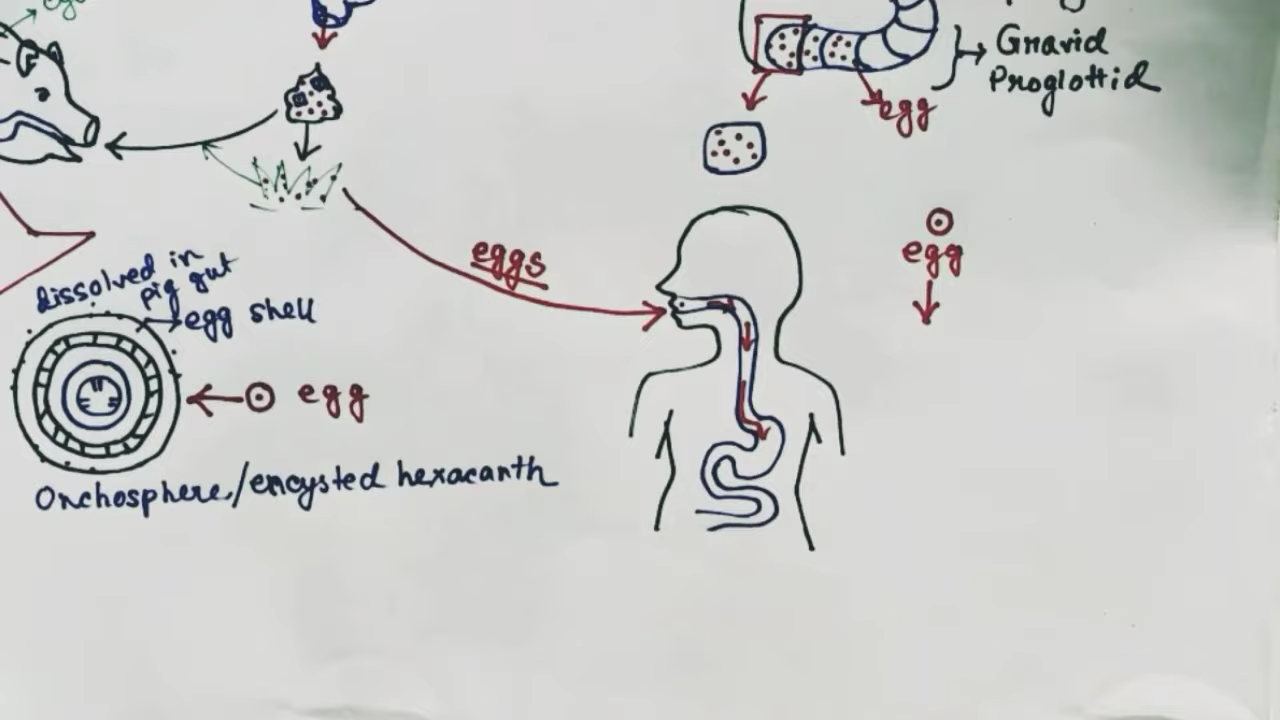 Gravid
Proglottid
egg
eggs
egg
dissolved in
pig gut
egg shell
egg
Onchosphere/encysted hexacanth